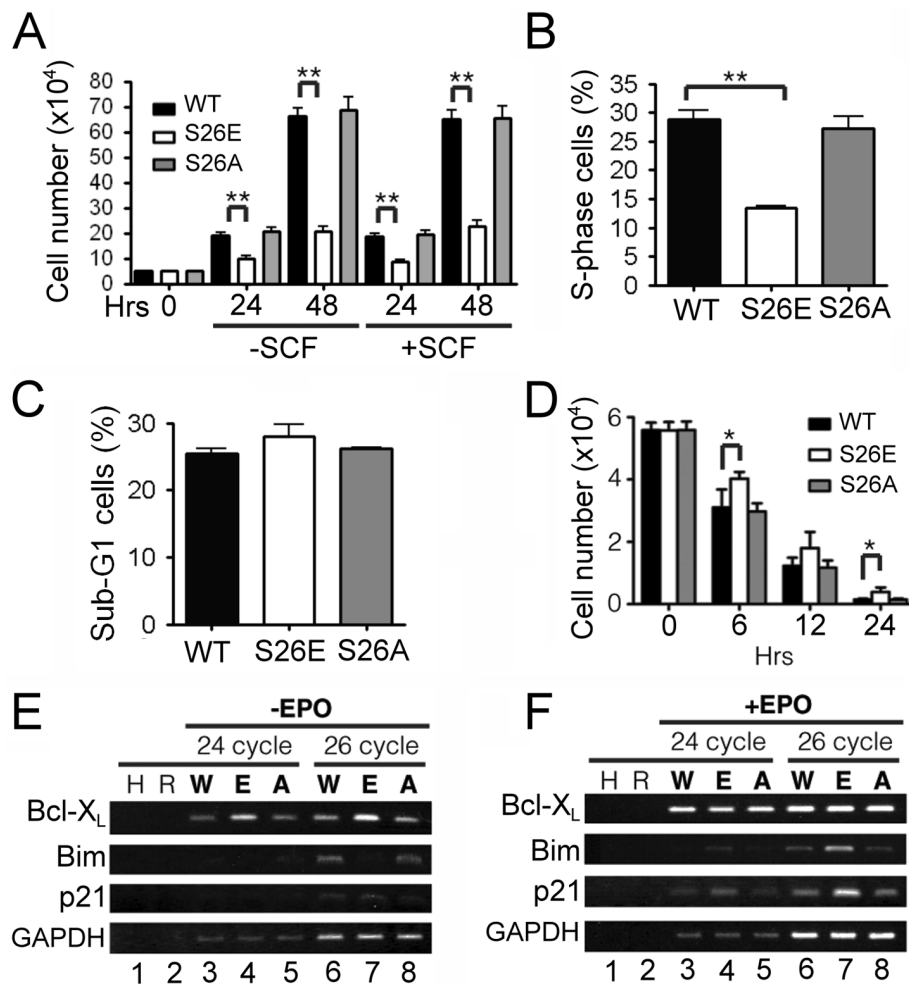 A
Cell number (x10⁴)
80
70
60
50
40
30
20
10
0
WT
S26E
S26A
**
**
**
**
Hrs 0 24 48 24 48
-SCF +SCF
B
S-phase cells (%)
35
30
25
20
15
10
5
0
**
WT S26E S26A
C
Sub-G1 cells (%)
30
20
10
0
WT S26E S26A
D
Cell number (x10⁴)
6
4
2
0
WT
S26E
S26A
*
*
0 6 12 24
Hrs
E
-EPO
24 cycle 26 cycle
H R W E A W E A
Bcl-X_L
Bim
p21
GAPDH
1 2 3 4 5 6 7 8
F
+EPO
24 cycle 26 cycle
H R W E A W E A
Bcl-X_L
Bim
p21
GAPDH
1 2 3 4 5 6 7 8